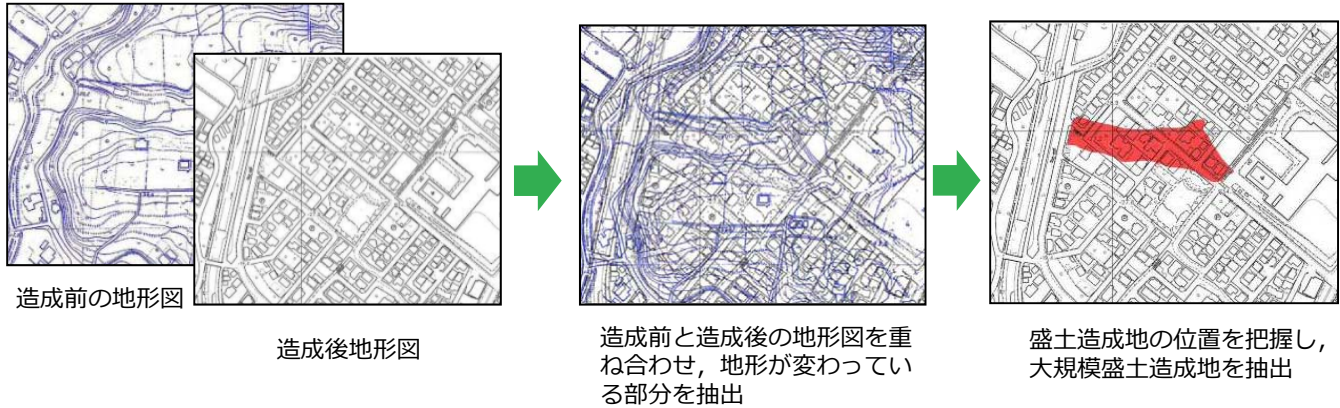 造成前の地形図
造成後地形図
造成前と造成後の地形図を重
ね合わせ，地形が変わってい
る部分を抽出
盛土造成地の位置を把握し，
大規模盛土造成地を抽出